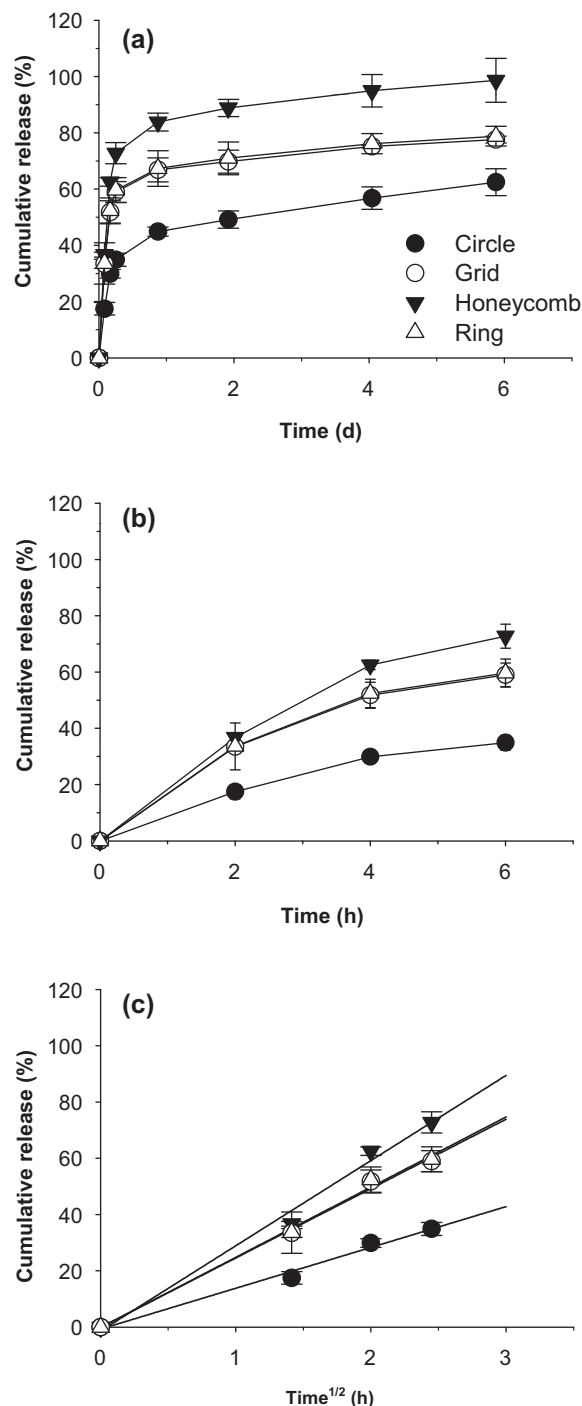 (a)
Cumulative release (%)
120
100
80
60
40
20
0
Circle
Grid
Honeycomb
Ring
0 2 4 6
Time (d)
(b)
Cumulative release (%)
120
100
80
60
40
20
0
0 2 4 6
Time (h)
(c)
Cumulative release (%)
120
100
80
60
40
20
0
0 1 2 3
Time1/2 (h)